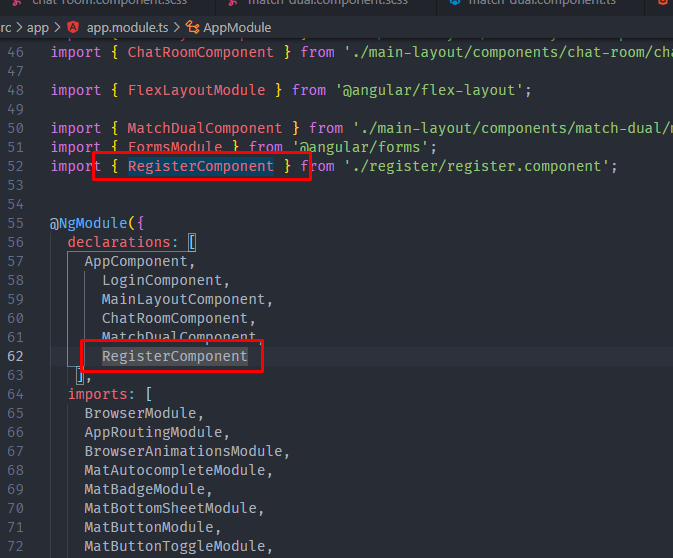 chat-room.component.scss match-dual.component.scss match-dual.component.ts
rc > app > app.module.ts > AppModule
46 import { ChatRoomComponent } from './main-layout/components/chat-room/cha
47
48 import { FlexLayoutModule } from '@angular/flex-layout';
49
50 import { MatchDualComponent } from './main-layout/components/match-dual/m
51 import { FormsModule } from '@angular/forms';
52 import { RegisterComponent } from './register/register.component';
53
54
55 @NgModule({
56 declarations: [
57 AppComponent,
58 LoginComponent,
59 MainLayoutComponent,
60 ChatRoomComponent,
61 MatchDualComponent,
62 RegisterComponent
63 ],
64 imports: [
65 BrowserModule,
66 AppRoutingModule,
67 BrowserAnimationsModule,
68 MatAutocompleteModule,
69 MatBadgeModule,
70 MatBottomSheetModule,
71 MatButtonModule,
72 MatButtonToggleModule,